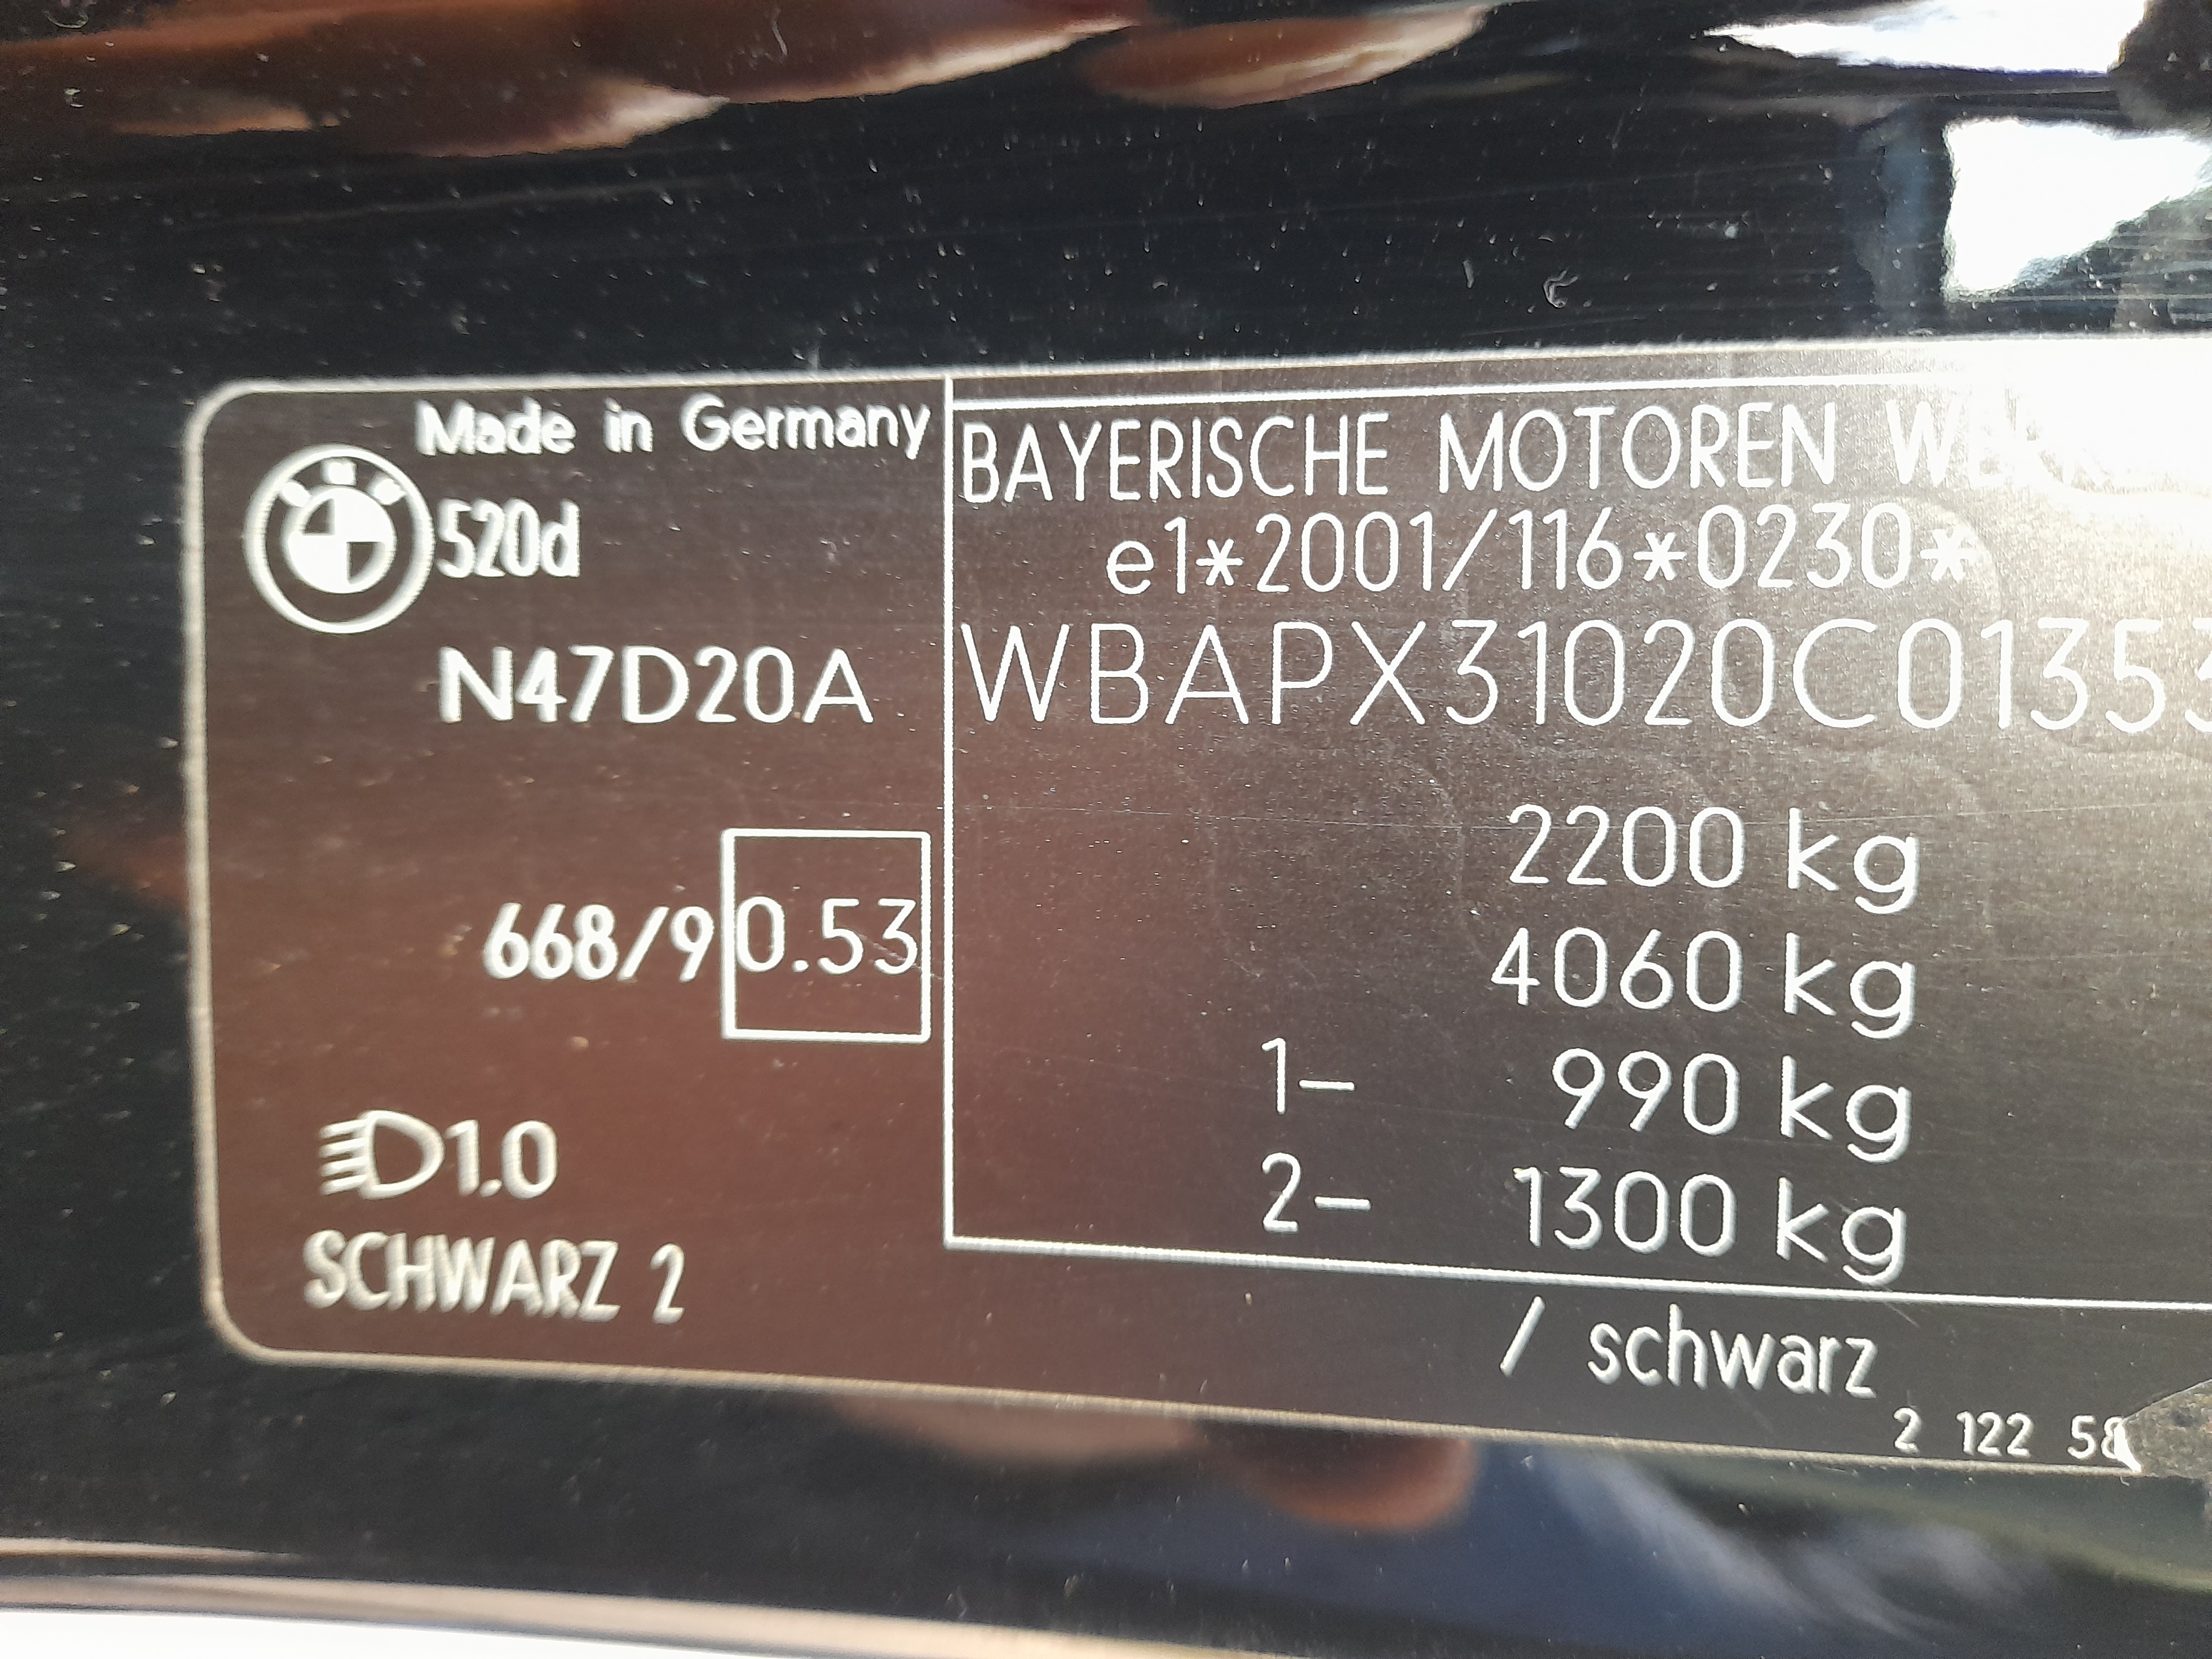 Made in Germany
520d
N47D20A
668/9 0.53
1.0
SCHWARZ 2
BAYERISCHE MOTOREN
e1*2001/116*0230*
WBAPX31020C0135
2200 kg
4060 kg
1– 990 kg
2– 1300 kg
/ schwarz
2 122 58